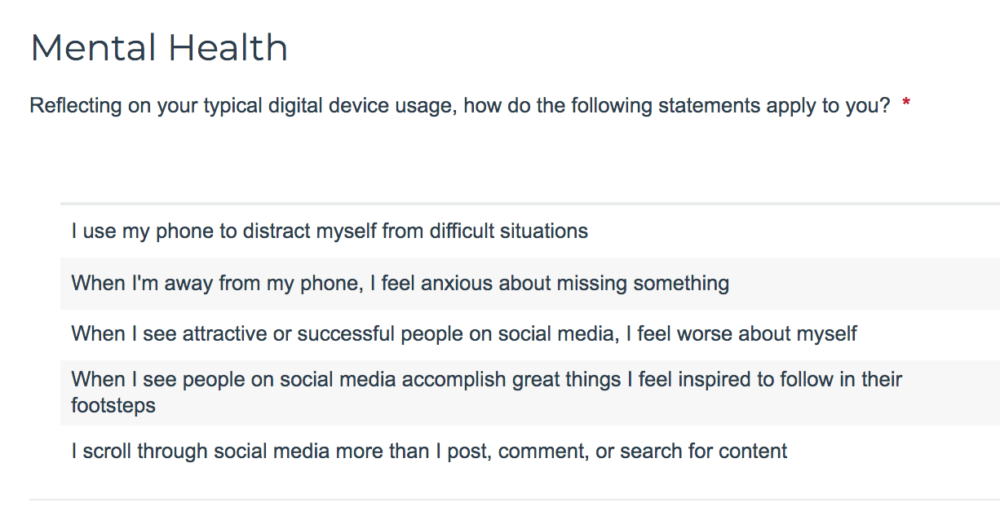 Mental Health
Reflecting on your typical digital device usage, how do the following statements apply to you? *
I use my phone to distract myself from difficult situations
When I'm away from my phone, I feel anxious about missing something
When I see attractive or successful people on social media, I feel worse about myself
When I see people on social media accomplish great things I feel inspired to follow in their
footsteps
I scroll through social media more than I post, comment, or search for content